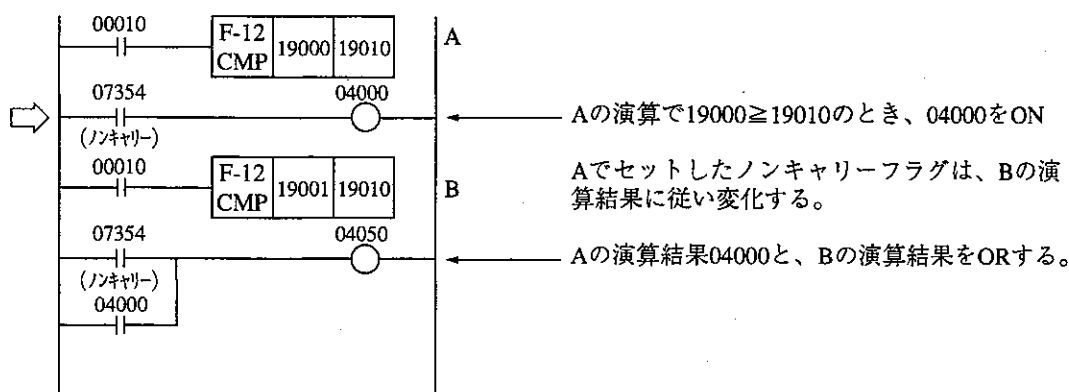 00010
F-12 CMP 19000 19010 A
07354 04000
(ノンキャリー)
Aの演算で19000≧19010のとき、04000をON
00010
F-12 CMP 19001 19010 B
Aでセットしたノンキャリーフラグは、Bの演
算結果に従い変化する。
07354 04050
(ノンキャリー)
Aの演算結果04000と、Bの演算結果をORする。
04000